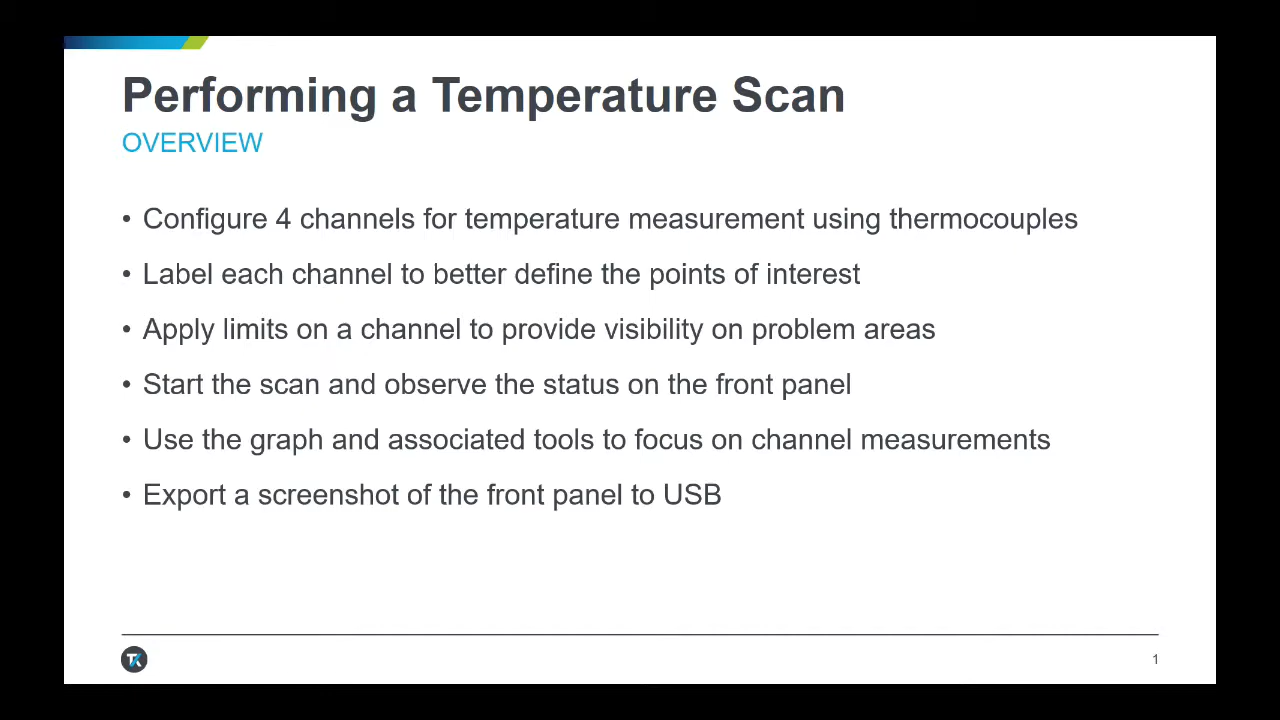 Performing a Temperature Scan
OVERVIEW
• Configure 4 channels for temperature measurement using thermocouples
• Label each channel to better define the points of interest
• Apply limits on a channel to provide visibility on problem areas
• Start the scan and observe the status on the front panel
• Use the graph and associated tools to focus on channel measurements
• Export a screenshot of the front panel to USB
TK
1